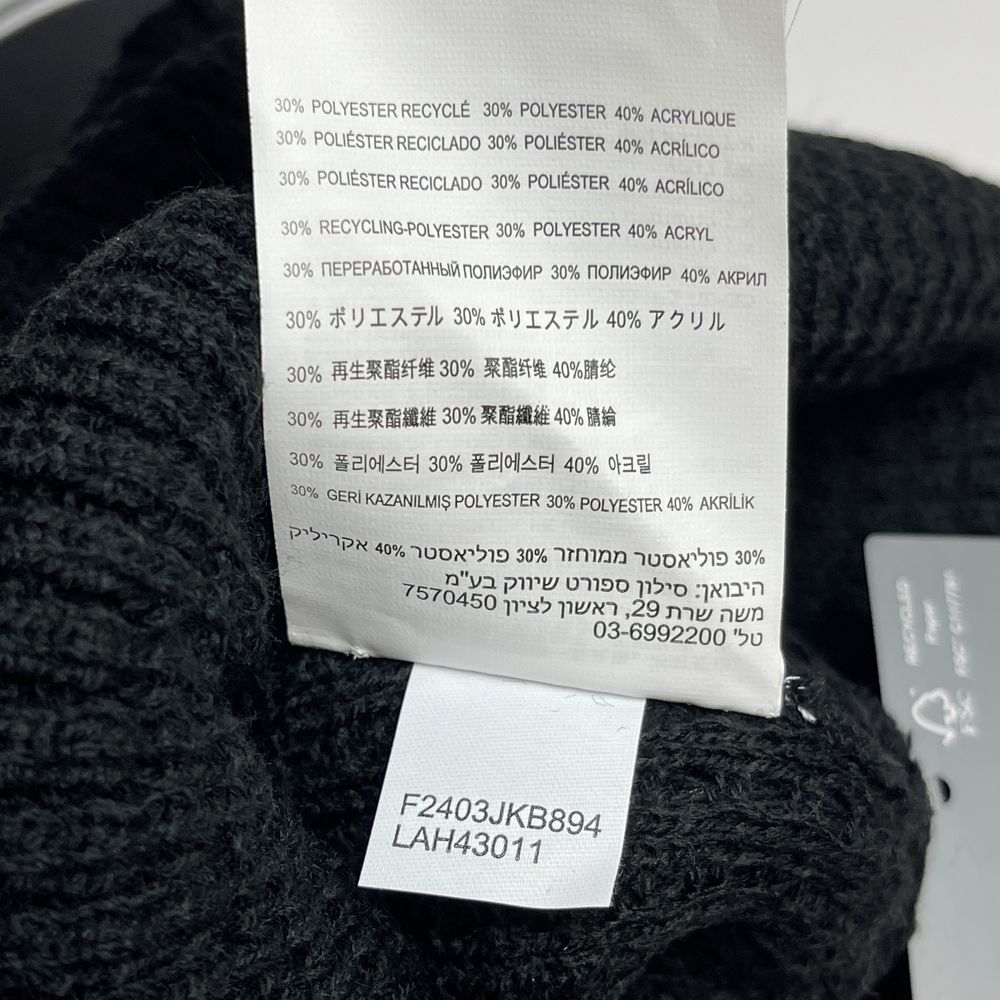 30% POLYESTER RECYCLÉ 30% POLYESTER 40% ACRYLIQUE
30% POLIÉSTER RECICLADO 30% POLIÉSTER 40% ACRÍLICO
30% POLIÉSTER RECICLADO 30% POLIÉSTER 40% ACRÍLICO
30% RECYCLING-POLYESTER 30% POLYESTER 40% ACRYL
30% ПЕРЕРАБОТАННЫЙ ПОЛИЭФИР 30% ПОЛИЭФИР 40% АКРИЛ
30% ポリエステル 30% ポリエステル 40% アクリル
30% 再生聚酯纤维 30% 聚酯纤维 40%腈纶
30% 再生聚酯纖維 30% 聚酯纖維 40%腈綸
30% 폴리에스터 30% 폴리에스터 40% 아크릴
30% GERİ KAZANILMIŞ POLYESTER 30% POLYESTER 40% AKRİLİK
30% פוליאסטר ממוחזר 30% פוליאסטר 40% אקריליק
היבואן: סילון ספורט שיווק בע"מ
משה שרת 29, ראשון לציון 7570450
טל' 03-6992200
F2403JKB894
LAH43011
RECYCLED
Paper
FSC